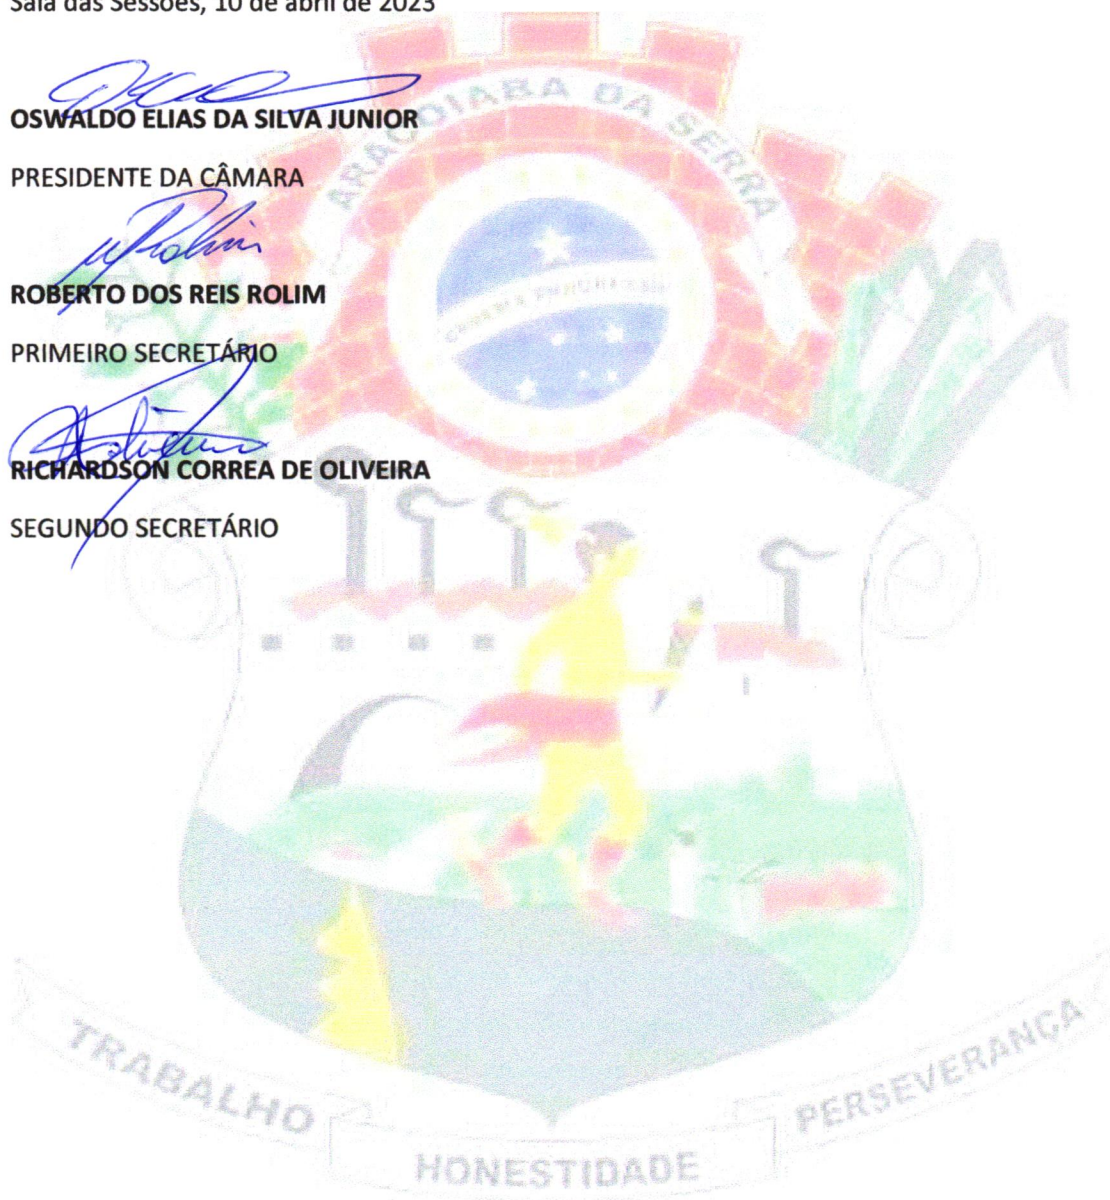 Sala das Sessões, 10 de abril de 2023
OSWALDO ELIAS DA SILVA JUNIOR
PRESIDENTE DA CÂMARA
ROBERTO DOS REIS ROLIM
PRIMEIRO SECRETÁRIO
RICHARDSON CORREA DE OLIVEIRA
SEGUNDO SECRETÁRIO
ARAÇOIABA DA SERRA
TRABALHO
HONESTIDADE
PERSEVERANÇA